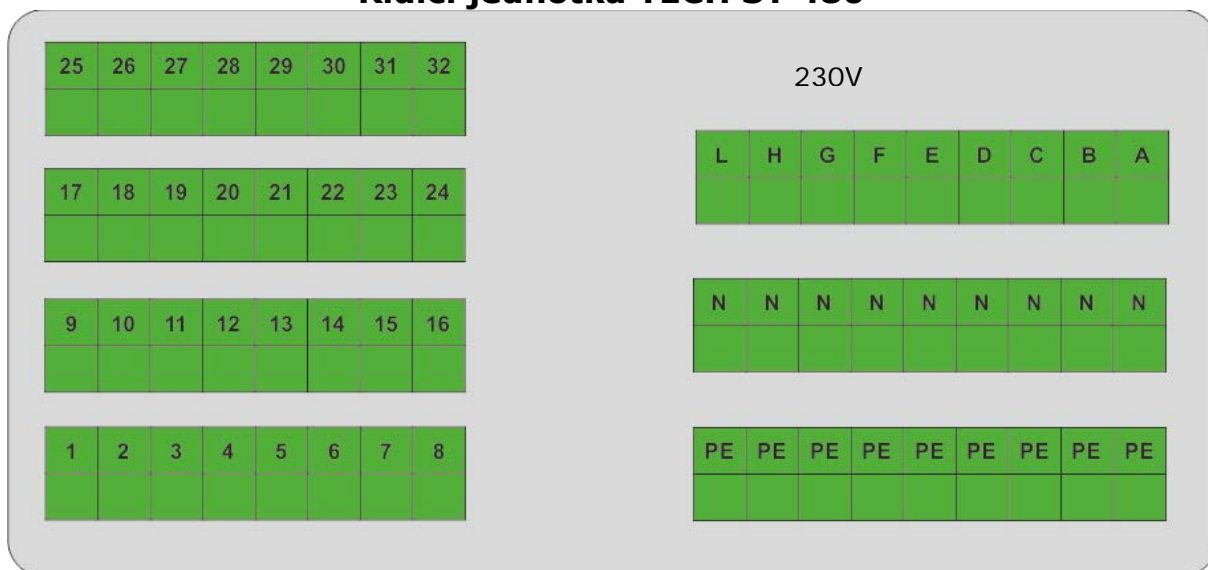 jednotka TECH
25 26 27 28 29 30 31 32
17 18 19 20 21 22 23 24
9 10 11 12 13 14 15 16
1 2 3 4 5 6 7 8
230V
L H G F E D C B A
N N N N N N N N N
PE PE PE PE PE PE PE PE PE